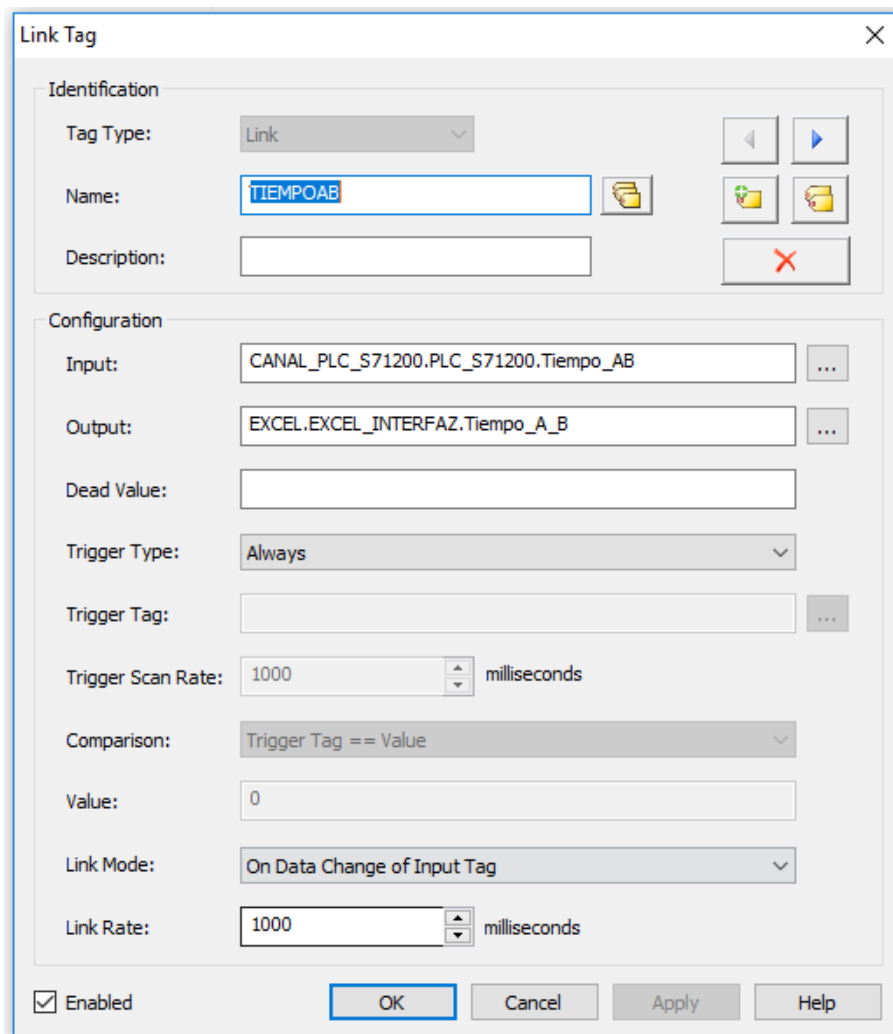 Link Tag
Identification
Tag Type: Link
Name: TIEMPOAB
Description:
Configuration
Input: CANAL_PLC_S71200.PLC_S71200.Tiempo_AB ...
Output: EXCEL.EXCEL_INTERFAZ.Tiempo_A_B ...
Dead Value:
Trigger Type: Always
Trigger Tag: ...
Trigger Scan Rate: 1000 milliseconds
Comparison: Trigger Tag == Value
Value: 0
Link Mode: On Data Change of Input Tag
Link Rate: 1000 milliseconds
Enabled OK Cancel Apply Help